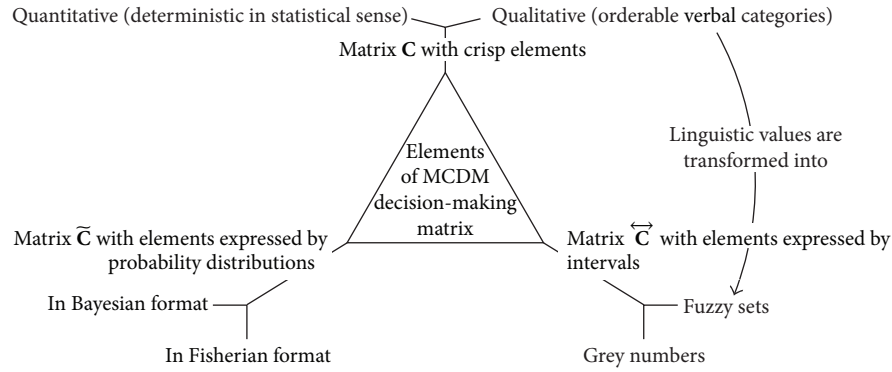 Quantitative (deterministic in statistical sense)
Qualitative (orderable verbal categories)
Matrix C with crisp elements
Linguistic values are
transformed into
Elements
of MCDM
decision-making
matrix
Matrix C̃ with elements expressed by
probability distributions
Matrix C⃡ with elements expressed by
intervals
In Bayesian format
In Fisherian format
Fuzzy sets
Grey numbers